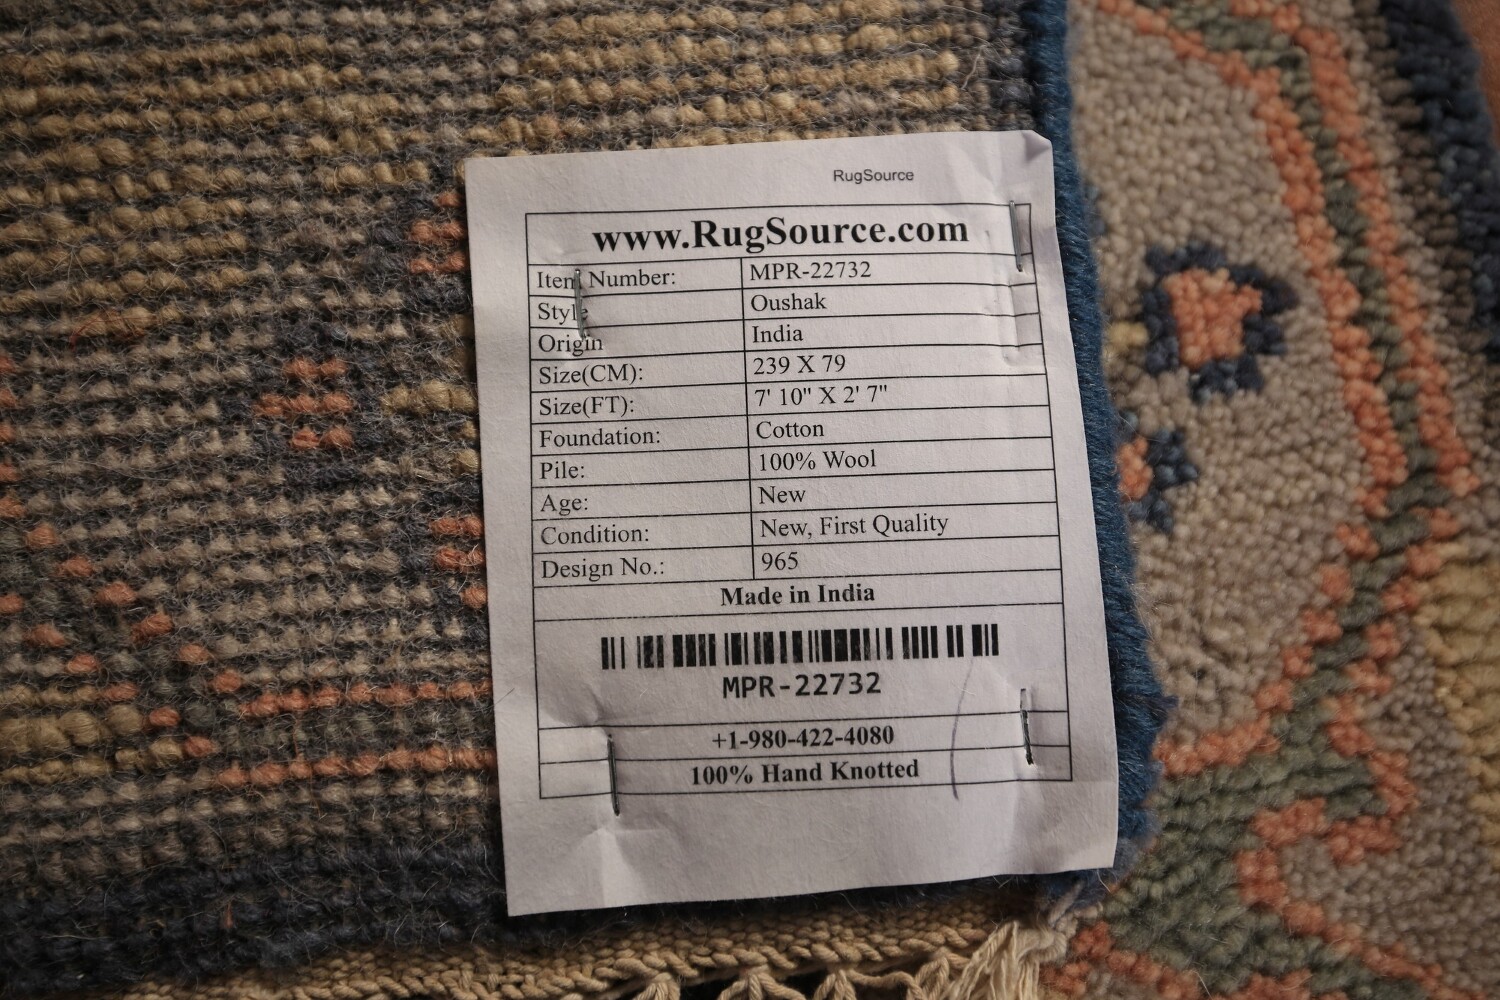 RugSource
www.RugSource.com
Item Number: MPR-22732
Style Oushak
Origin India
Size(CM): 239 X 79
Size(FT): 7' 10" X 2' 7"
Foundation: Cotton
Pile: 100% Wool
Age: New
Condition: New, First Quality
Design No.: 965
Made in India
MPR-22732
+1-980-422-4080
100% Hand Knotted